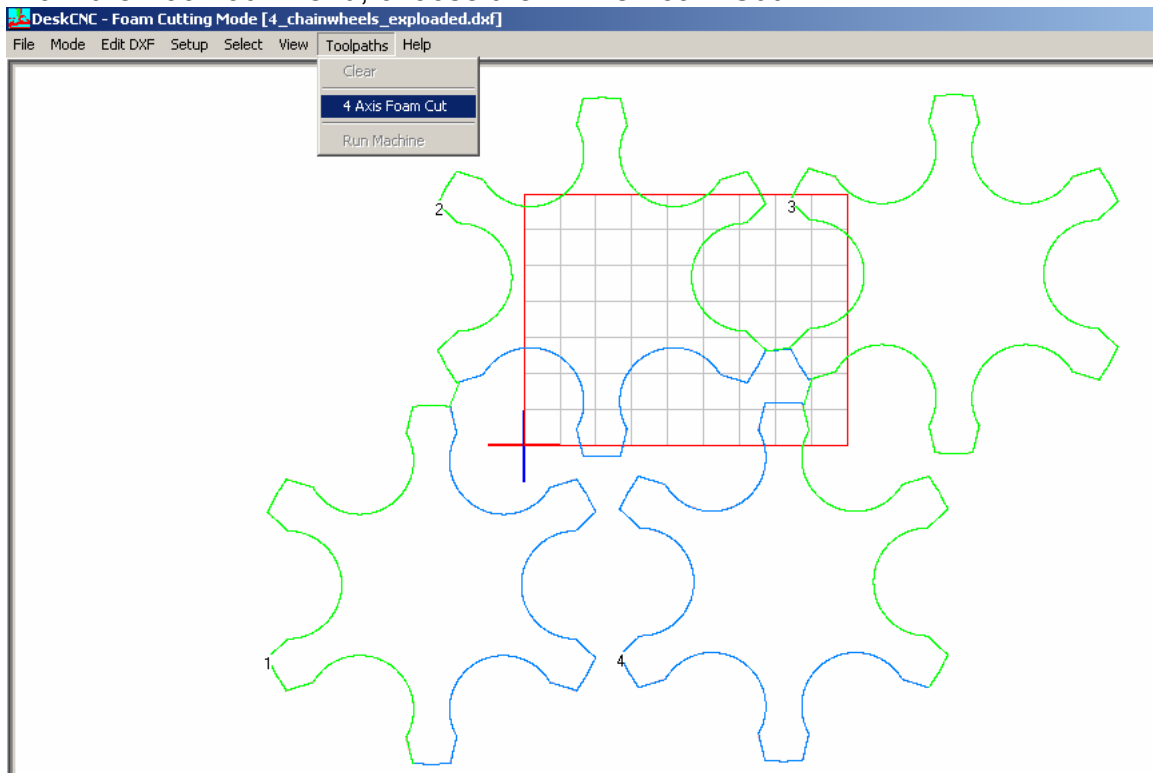 DeskCNC - Foam Cutting Mode [4_chainwheels_exploaded.dxf]
File Mode Edit DXF Setup Select View Toolpaths Help
Clear
4 Axis Foam Cut
Run Machine
2
3
1
4